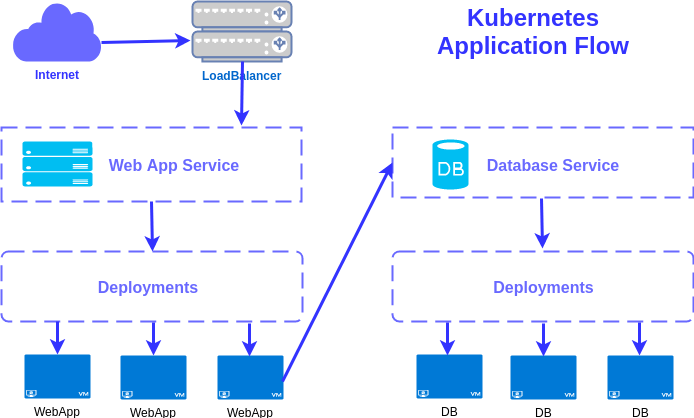 Kubernetes
Application Flow
Internet
LoadBalancer
Web App Service
DB
Database Service
Deployments
Deployments
VM
VM
VM
VM
VM
VM
WebApp
WebApp
WebApp
DB
DB
DB